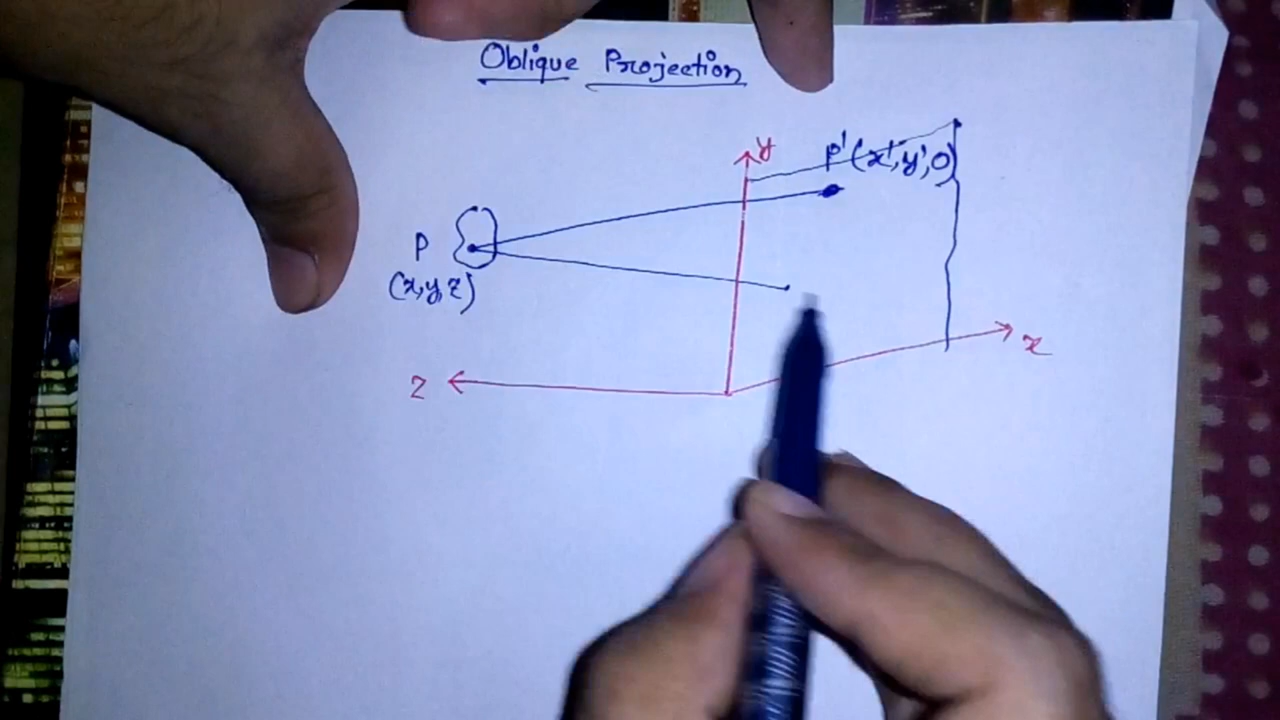 Oblique Projection
y
P'(x',y',0)
P
(x,y,z)
x
z